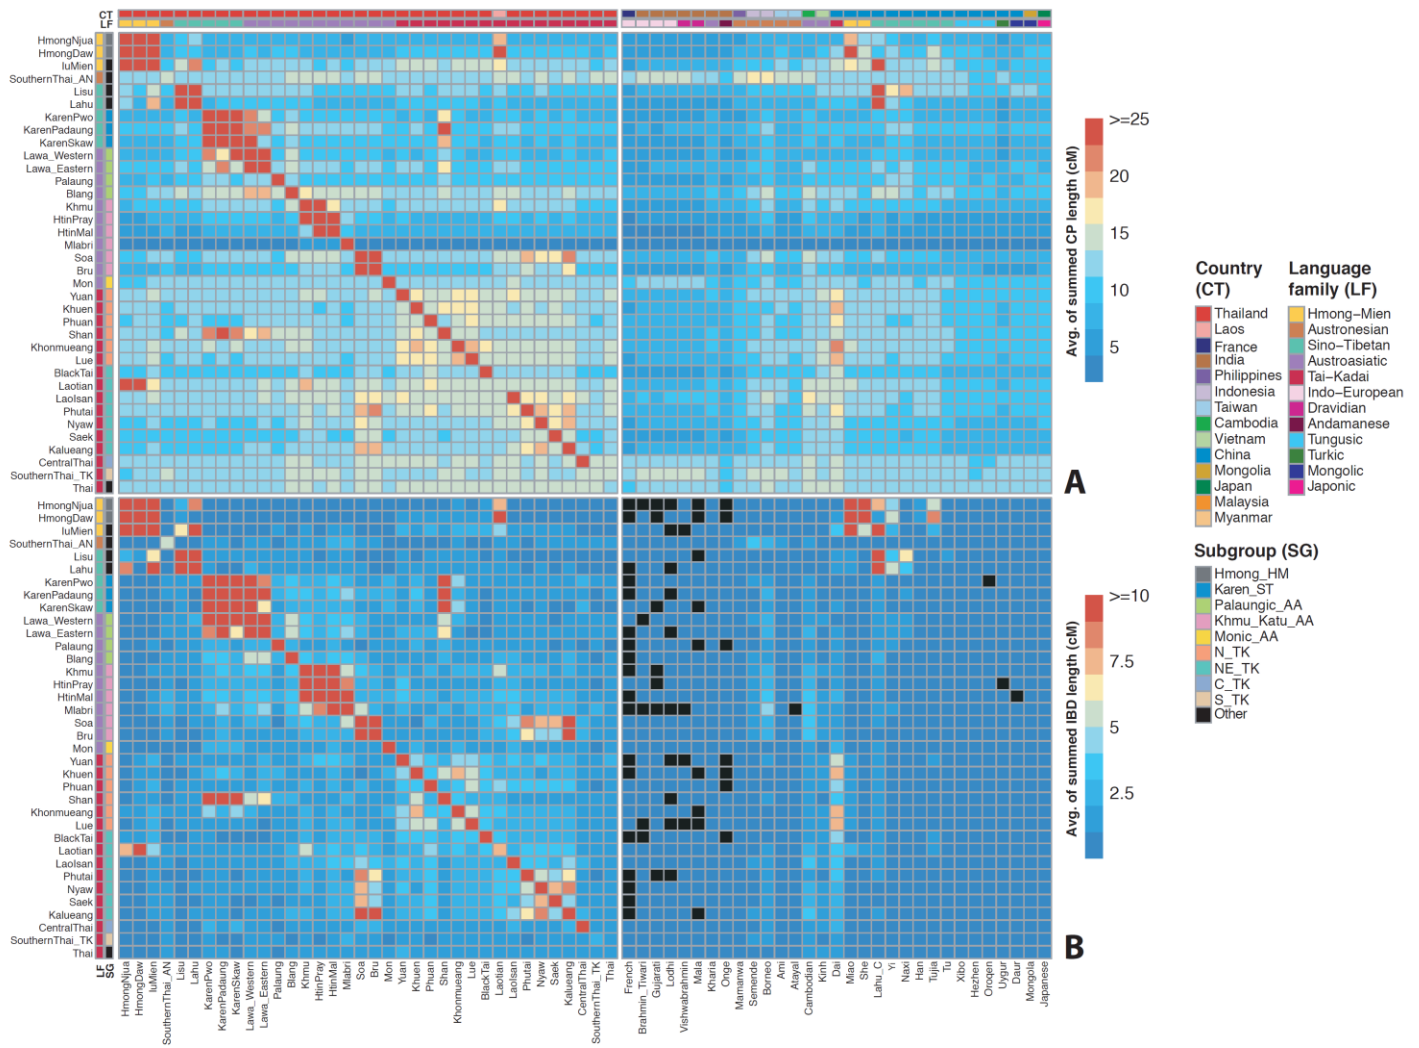 CT
LF
HmongNjua
HmongDaw
IuMien
SouthernThai_AN
Lisu
Lahu
KarenPwo
KarenPadaung
KarenSkaw
Lawa_Western
Lawa_Eastern
Palaung
Blang
Khmu
HtinPray
HtinMal
Mlabri
Soa
Bru
Mon
Yuan
Khuen
Phuan
Shan
Khonmueang
Lue
BlackTai
Laotian
LaoIsan
Phutai
Nyaw
Saek
Kalueang
CentralThai
SouthernThai_TK
Thai
A
Avg. of summed CP length (cM)
>=25
20
15
10
5
HmongNjua
HmongDaw
IuMien
SouthernThai_AN
Lisu
Lahu
KarenPwo
KarenPadaung
KarenSkaw
Lawa_Western
Lawa_Eastern
Palaung
Blang
Khmu
HtinPray
HtinMal
Mlabri
Soa
Bru
Mon
Yuan
Khuen
Phuan
Shan
Khonmueang
Lue
BlackTai
Laotian
LaoIsan
Phutai
Nyaw
Saek
Kalueang
CentralThai
SouthernThai_TK
Thai
LF
SG
B
Avg. of summed IBD length (cM)
>=10
7.5
5
2.5
HmongNjua
HmongDaw
IuMien
SouthernThai_AN
Lisu
Lahu
KarenPwo
KarenPadaung
KarenSkaw
Lawa_Western
Lawa_Eastern
Palaung
Blang
Khmu
HtinPray
HtinMal
Mlabri
Soa
Bru
Mon
Yuan
Khuen
Phuan
Shan
Khonmueang
Lue
BlackTai
Laotian
LaoIsan
Phutai
Nyaw
Saek
Kalueang
CentralThai
SouthernThai_TK
Thai
French
Brahmin_Tiwari
Gujarati
Lodhi
Vishwabrahmin
Mala
Kharia
Onge
Mamanwa
Semende
Borneo
Ami
Atayal
Cambodian
Kinh
Dai
Miao
She
Lahu_C
Yi
Naxi
Han
Tujia
Tu
Xibo
Hezhen
Oroqen
Uygur
Daur
Mongola
Japanese
Country
(CT)
Thailand
Laos
France
India
Philippines
Indonesia
Taiwan
Cambodia
Vietnam
China
Mongolia
Japan
Malaysia
Myanmar
Language
family (LF)
Hmong-Mien
Austronesian
Sino-Tibetan
Austroasiatic
Tai-Kadai
Indo-European
Dravidian
Andamanese
Tungusic
Turkic
Mongolic
Japonic
Subgroup (SG)
Hmong_HM
Karen_ST
Palaungic_AA
Khmu_Katu_AA
Monic_AA
N_TK
NE_TK
C_TK
S_TK
Other